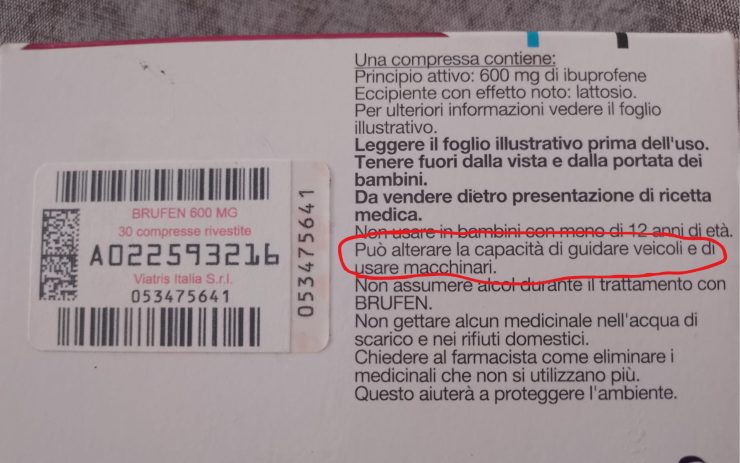 Una compressa contiene:
Principio attivo: 600 mg di ibuprofene
Eccipiente con effetto noto: lattosio.
Per ulteriori informazioni vedere il foglio
illustrativo.
Leggere il foglio illustrativo prima dell'uso.
Tenere fuori dalla vista e dalla portata dei
bambini.
Da vendere dietro presentazione di ricetta
medica.
Non usare in bambini con meno di 12 anni di età.
Può alterare la capacità di guidare veicoli e di
usare macchinari.
Non assumere alcol durante il trattamento con
BRUFEN.
Non gettare alcun medicinale nell'acqua di
scarico e nei rifiuti domestici.
Chiedere al farmacista come eliminare i
medicinali che non si utilizzano più.
Questo aiuterà a proteggere l'ambiente.
BRUFEN 600 MG
30 compresse rivestite
A022593216
Viatris Italia S.r.l.
053475641
053475641